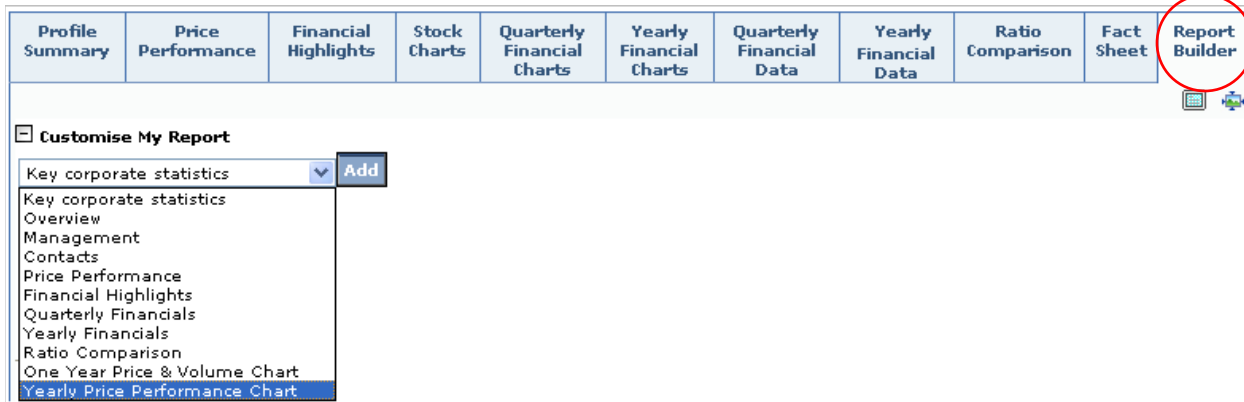 Profile Summary
Price Performance
Financial Highlights
Stock Charts
Quarterly Financial Charts
Yearly Financial Charts
Quarterly Financial Data
Yearly Financial Data
Ratio Comparison
Fact Sheet
Report Builder
Customise My Report
Key corporate statistics
Add
Key corporate statistics
Overview
Management
Contacts
Price Performance
Financial Highlights
Quarterly Financials
Yearly Financials
Ratio Comparison
One Year Price & Volume Chart
Yearly Price Performance Chart